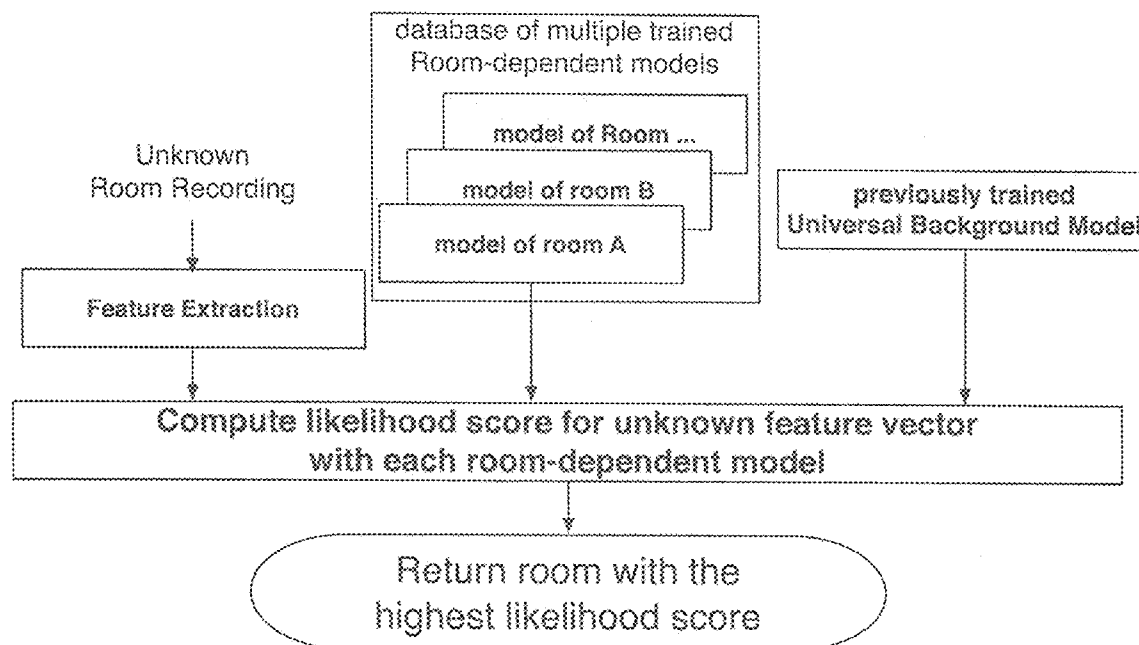 database of multiple trained
Room-dependent models
model of Room ...
model of room B
model of room A
Unknown
Room Recording
Feature Extraction
previously trained
Universal Background Model
Compute likelihood score for unknown feature vector
with each room-dependent model
Return room with the
highest likelihood score